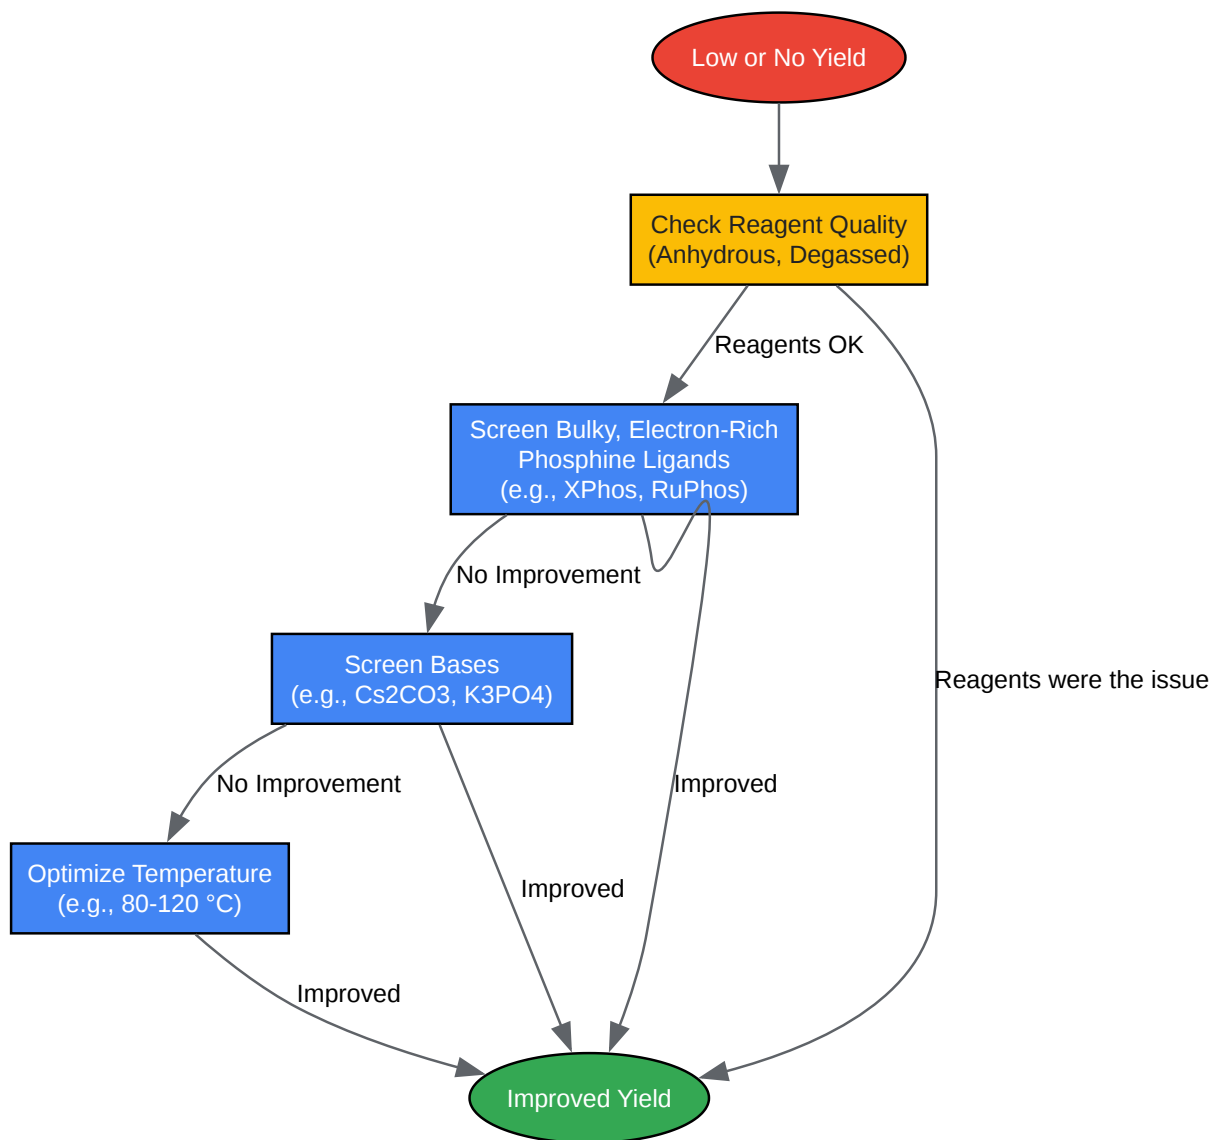 Low or No Yield
Check Reagent Quality
(Anhydrous, Degassed)
Reagents OK
Screen Bulky, Electron-Rich
Phosphine Ligands
(e.g., XPhos, RuPhos)
No Improvement
Screen Bases
(e.g., Cs2CO3, K3PO4)
Reagents were the issue
No Improvement
Improved
Optimize Temperature
(e.g., 80-120 °C)
Improved
Improved
Improved Yield